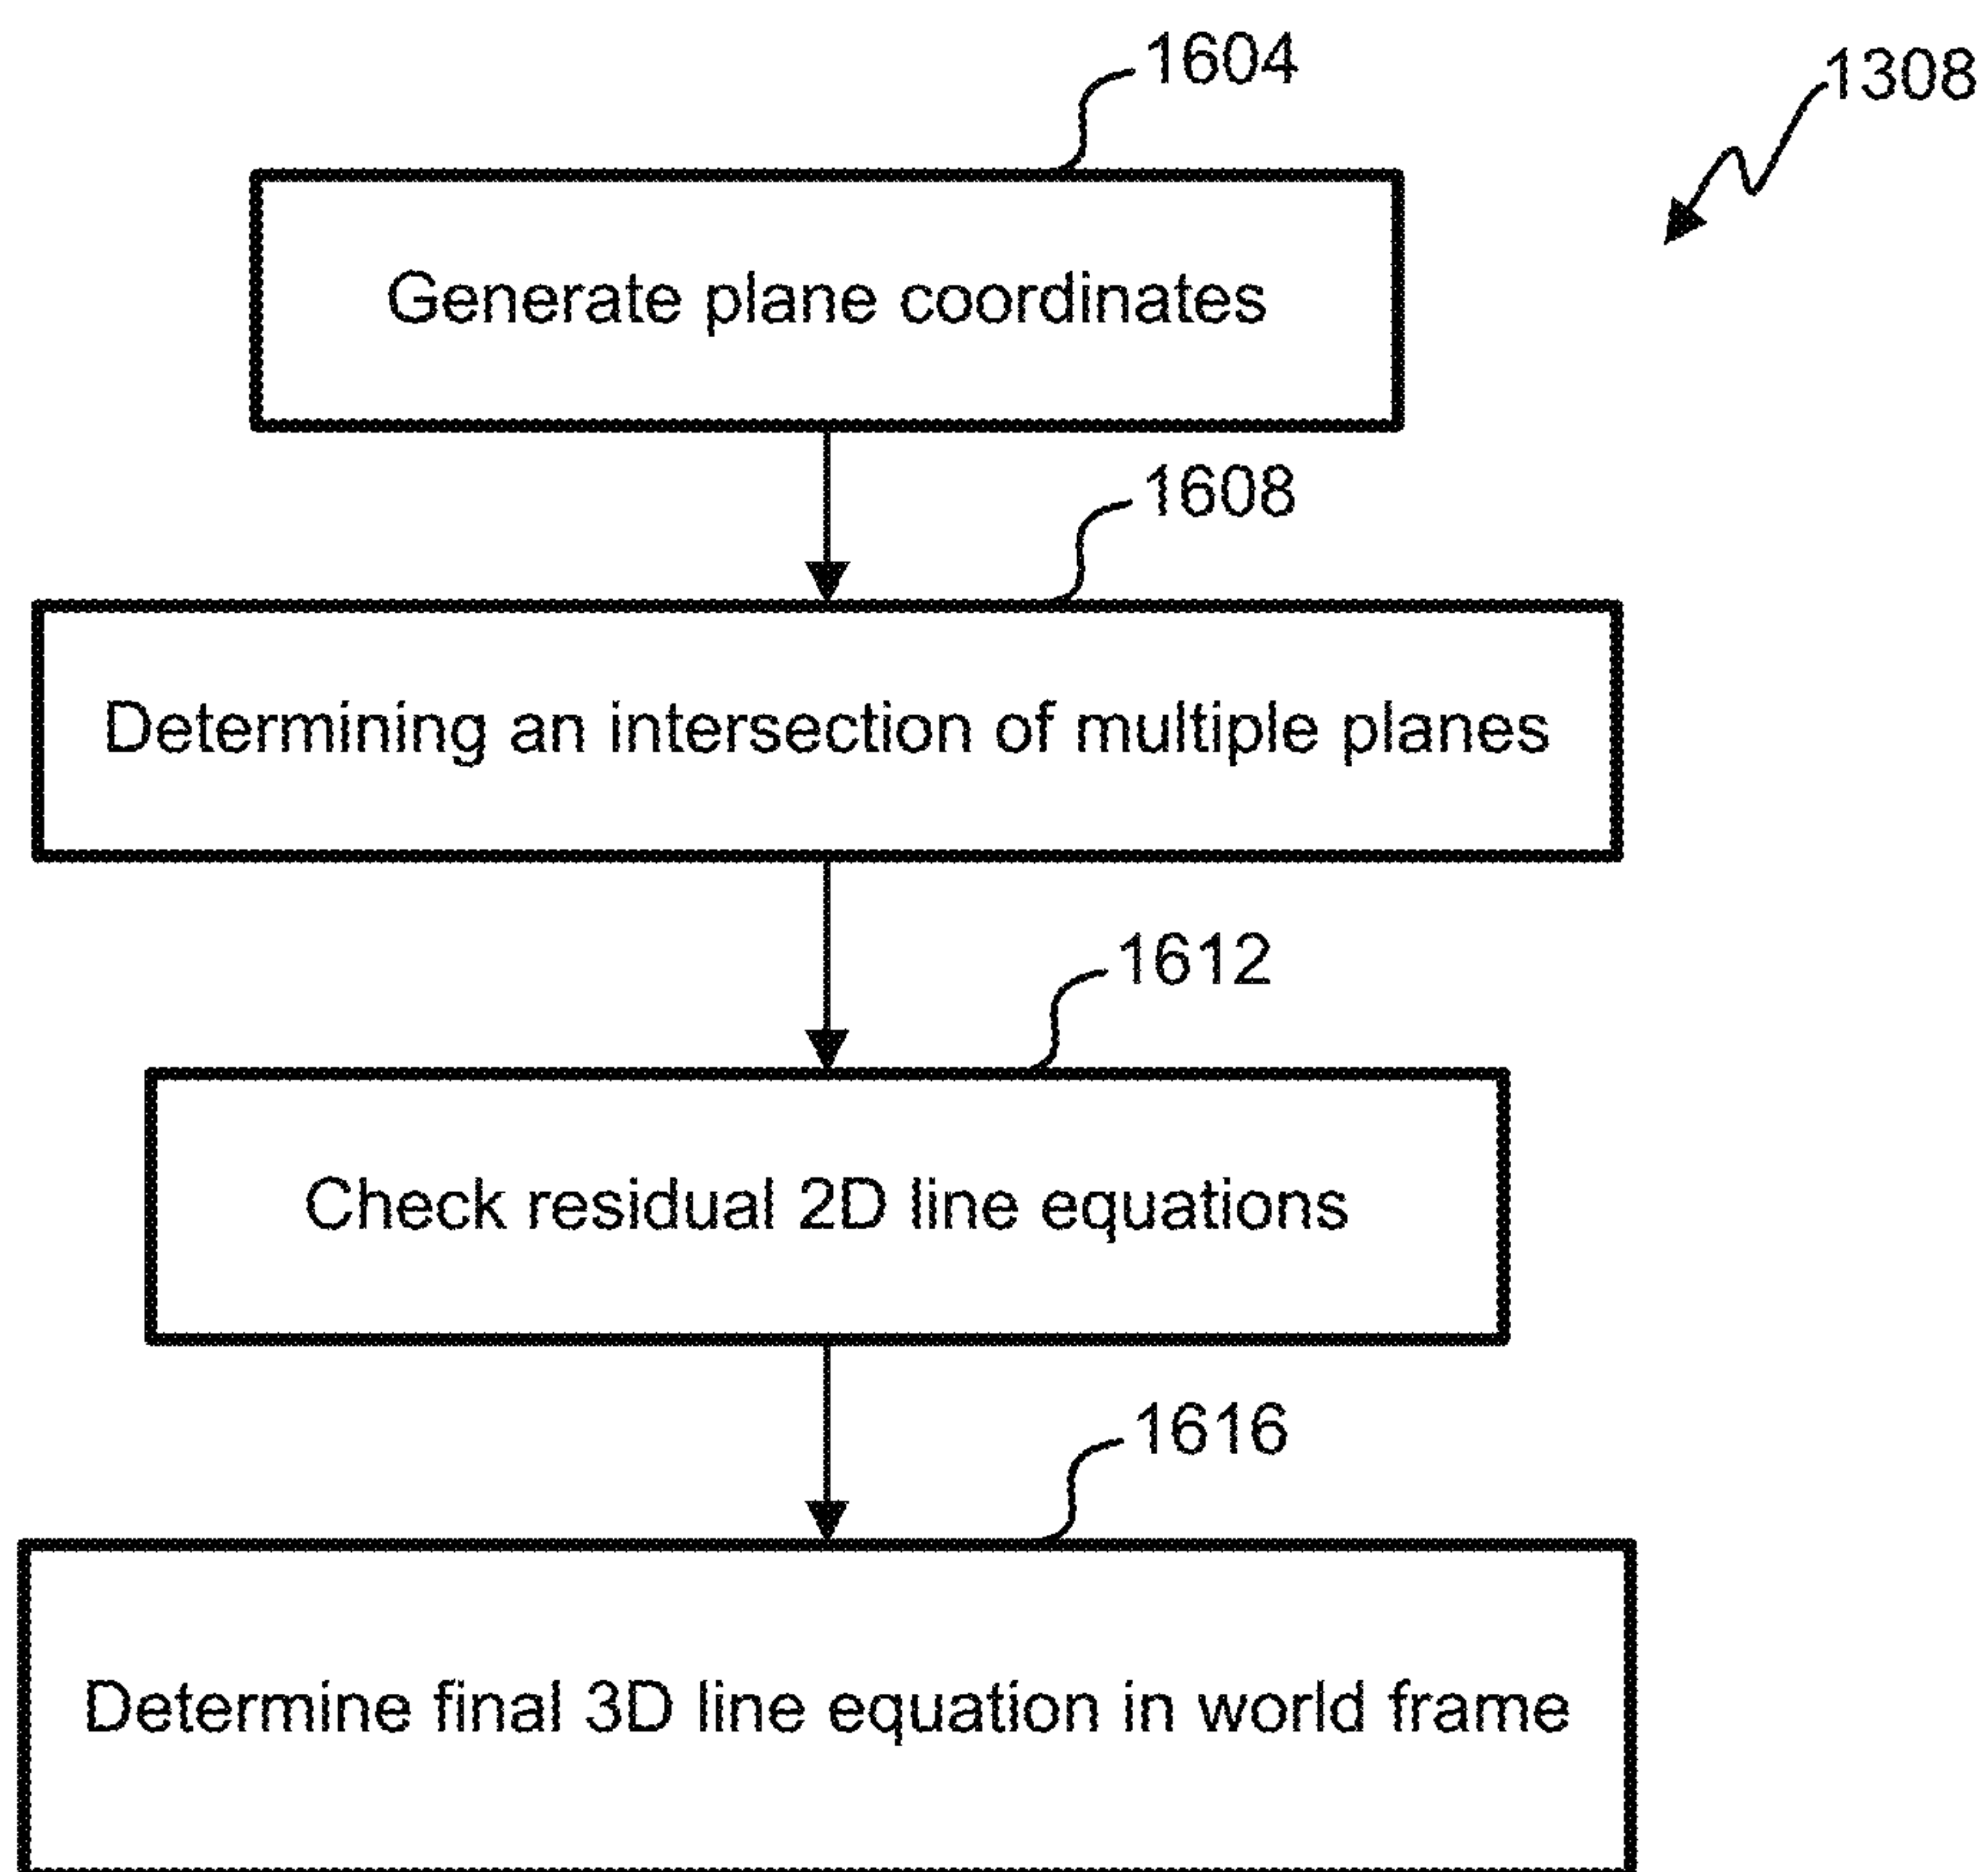 1604
1308
Generate plane coordinates
1608
Determining an intersection of multiple planes
1612
Check residual 2D line equations
1616
Determine final 3D line equation in world frame